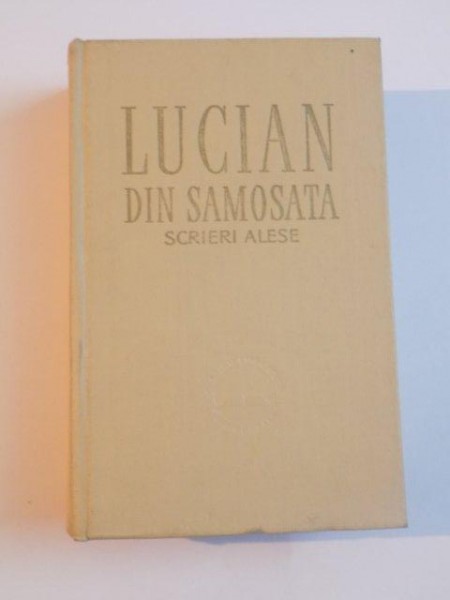 LUCIAN
DIN SAMOSATA
SCRIERI ALESE